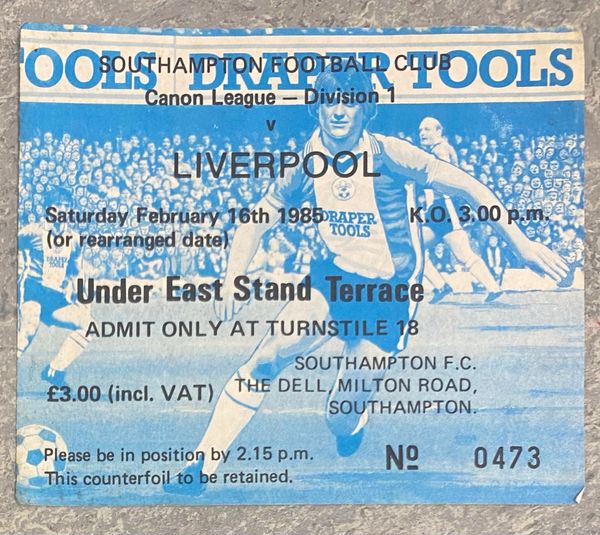 OOLS DRAPER TOOLS
SOUTHAMPTON FOOTBALL CLUB
Canon League – Division 1
v
LIVERPOOL
Saturday February 16th 1985 K.O. 3.00 p.m.
(or rearranged date)
DRAPER
TOOLS
DRAPER
TOOLS
Under East Stand Terrace
ADMIT ONLY AT TURNSTILE 18
SOUTHAMPTON F.C.
£3.00 (incl. VAT) THE DELL, MILTON ROAD,
SOUTHAMPTON.
Please be in position by 2.15 p.m.
This counterfoil to be retained.
Nº 0473